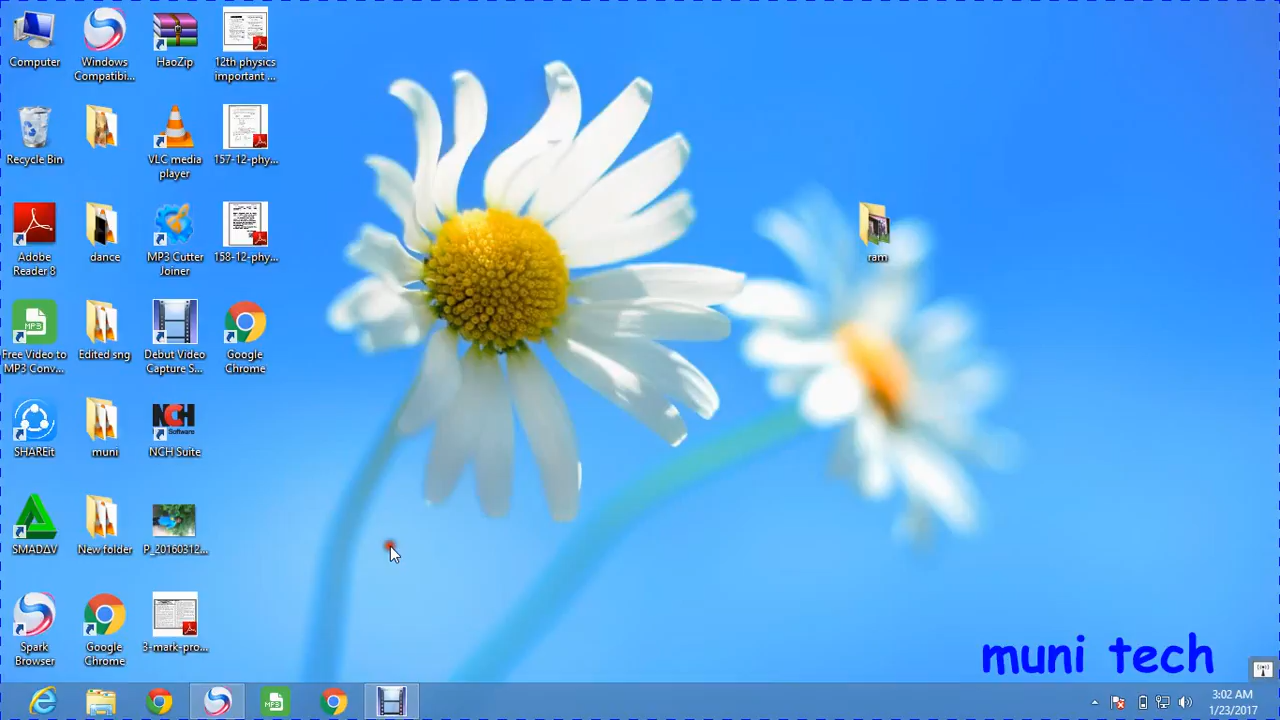 Computer
Windows
Compatibi...
HaoZip
12th physics
important ...
Recycle Bin
VLC media
player
157-12-phy...
Adobe
Reader 8
dance
MP3 Cutter
Joiner
158-12-phy...
ram
MP3
Free Video to
MP3 Conv...
Edited sng
Debut Video
Capture S...
Google
Chrome
SHAREit
muni
NCH
Software
NCH Suite
SMADΔV
New folder
P_20160312...
Spark
Browser
Google
Chrome
3-mark-pro...
muni tech
MP3
3:02 AM
1/23/2017